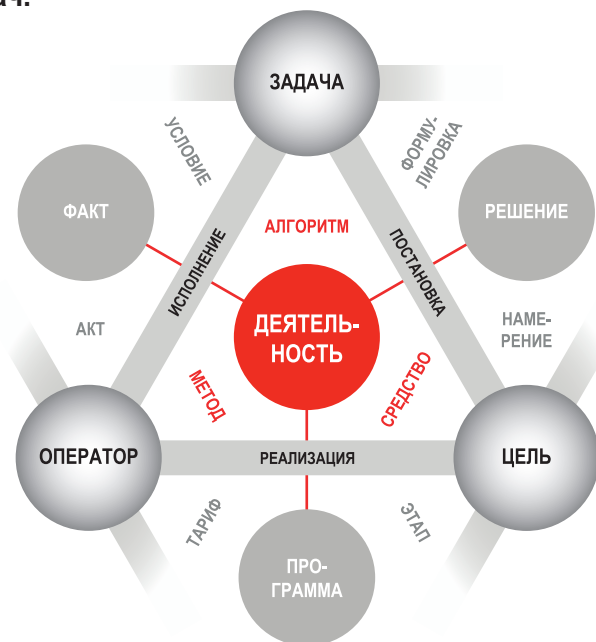 ЗАДАЧА
УСЛОВИЕ
ФОРМУ-
ЛИРОВКА
ФАКТ
РЕШЕНИЕ
АЛГОРИТМ
ИСПОЛНЕНИЕ
ПОСТАНОВКА
ДЕЯТЕЛЬ-
НОСТЬ
АКТ
НАМЕ-
РЕНИЕ
МЕТОД
СРЕДСТВО
ОПЕРАТОР
РЕАЛИЗАЦИЯ
ЦЕЛЬ
ТАРИФ
ЭТАП
ПРО-
ГРАММА